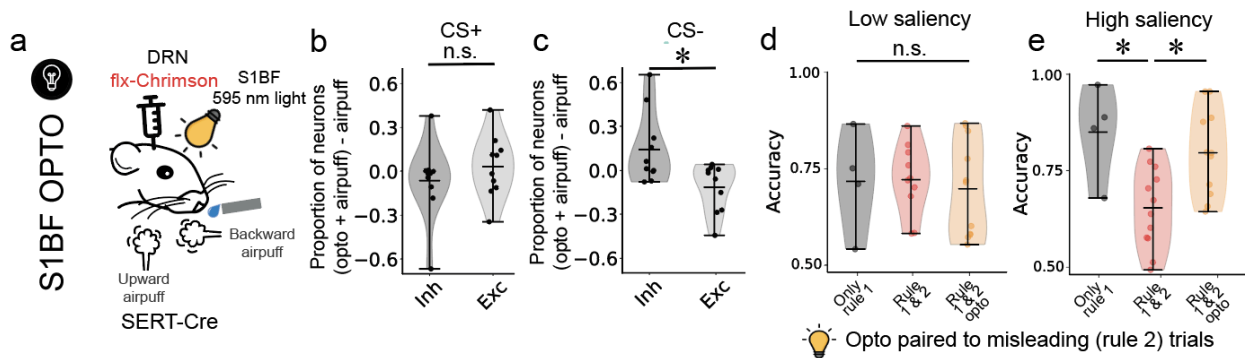 a
S1BF OPTO
DRN
flx-Chrimson
S1BF
595 nm light
Backward
airpuff
Upward
airpuff
SERT-Cre
b
CS+
n.s.
Proportion of neurons
(opto + airpuff) - airpuff
0.6
0.3
0.0
−0.3
−0.6
Inh
Exc
c
CS-
*
Proportion of neurons
(opto + airpuff) - airpuff
0.6
0.3
0.0
−0.3
−0.6
Inh
Exc
d
Low saliency
n.s.
Accuracy
1.00
0.75
0.50
Only
rule 1
Rule
1 & 2
Rule
1 & 2
opto
e
High saliency
* *
Accuracy
1.00
0.75
0.50
Only
rule 1
Rule
1 & 2
Rule
1 & 2
opto
Opto paired to misleading (rule 2) trials